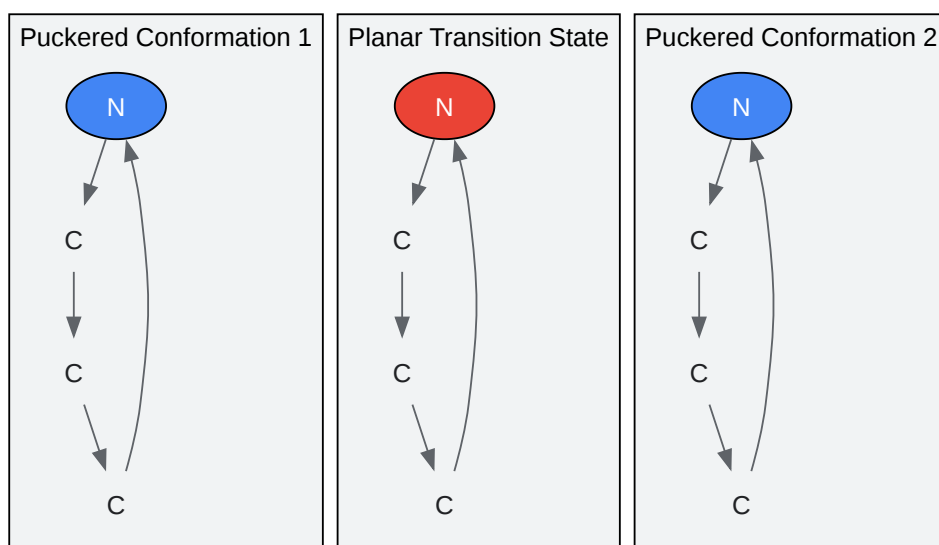 Puckered Conformation 1
N
C
C
C
Planar Transition State
N
C
C
C
Puckered Conformation 2
N
C
C
C